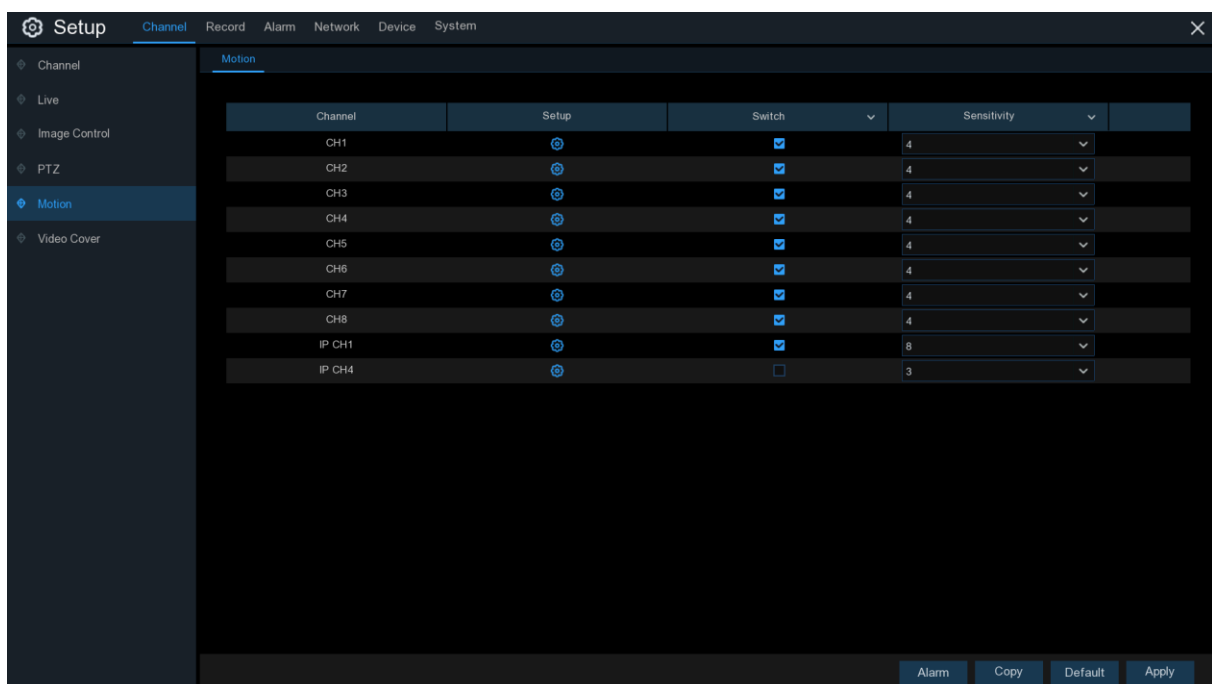 Setup Channel Record Alarm Network Device System
Channel
Live
Image Control
PTZ
Motion
Video Cover
Motion
Channel Setup Switch Sensitivity
CH1 4
CH2 4
CH3 4
CH4 4
CH5 4
CH6 4
CH7 4
CH8 4
IP CH1 8
IP CH4 3
Alarm Copy Default Apply